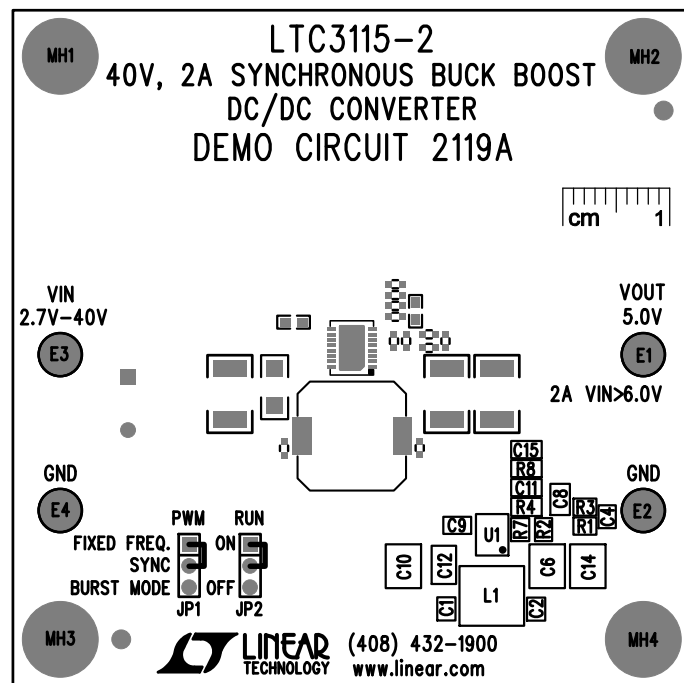 LTC3115-2
MH1
MH2
40V, 2A SYNCHRONOUS BUCK BOOST
DC/DC CONVERTER
DEMO CIRCUIT 2119A
cm 1
VIN
2.7V-40V
VOUT
5.0V
E3
E1
2A VIN>6.0V
C15
R8
GND
C11
GND
R4
C8
R3
E4
E2
PWM
RUN
C9
U1
R7
R2
R1
C4
FIXED FREQ.
ON
SYNC
C10
C12
C6
C14
BURST MODE
OFF
L1
JP1
JP2
C1
C2
MH3
LT LINEAR
TECHNOLOGY
(408) 432-1900
www.linear.com
MH4